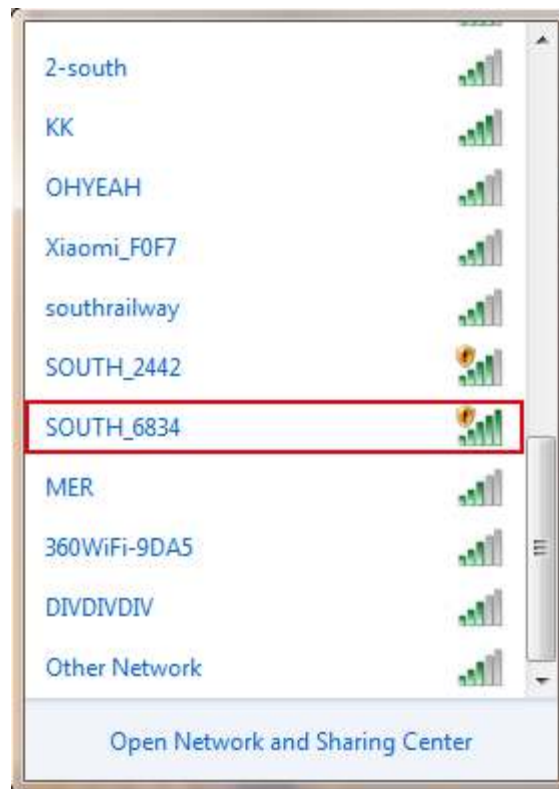 2-south
KK
OHYEAH
Xiaomi_F0F7
southrailway
SOUTH_2442
SOUTH_6834
MER
360WiFi-9DA5
DIVDIVDIV
Other Network
Open Network and Sharing Center